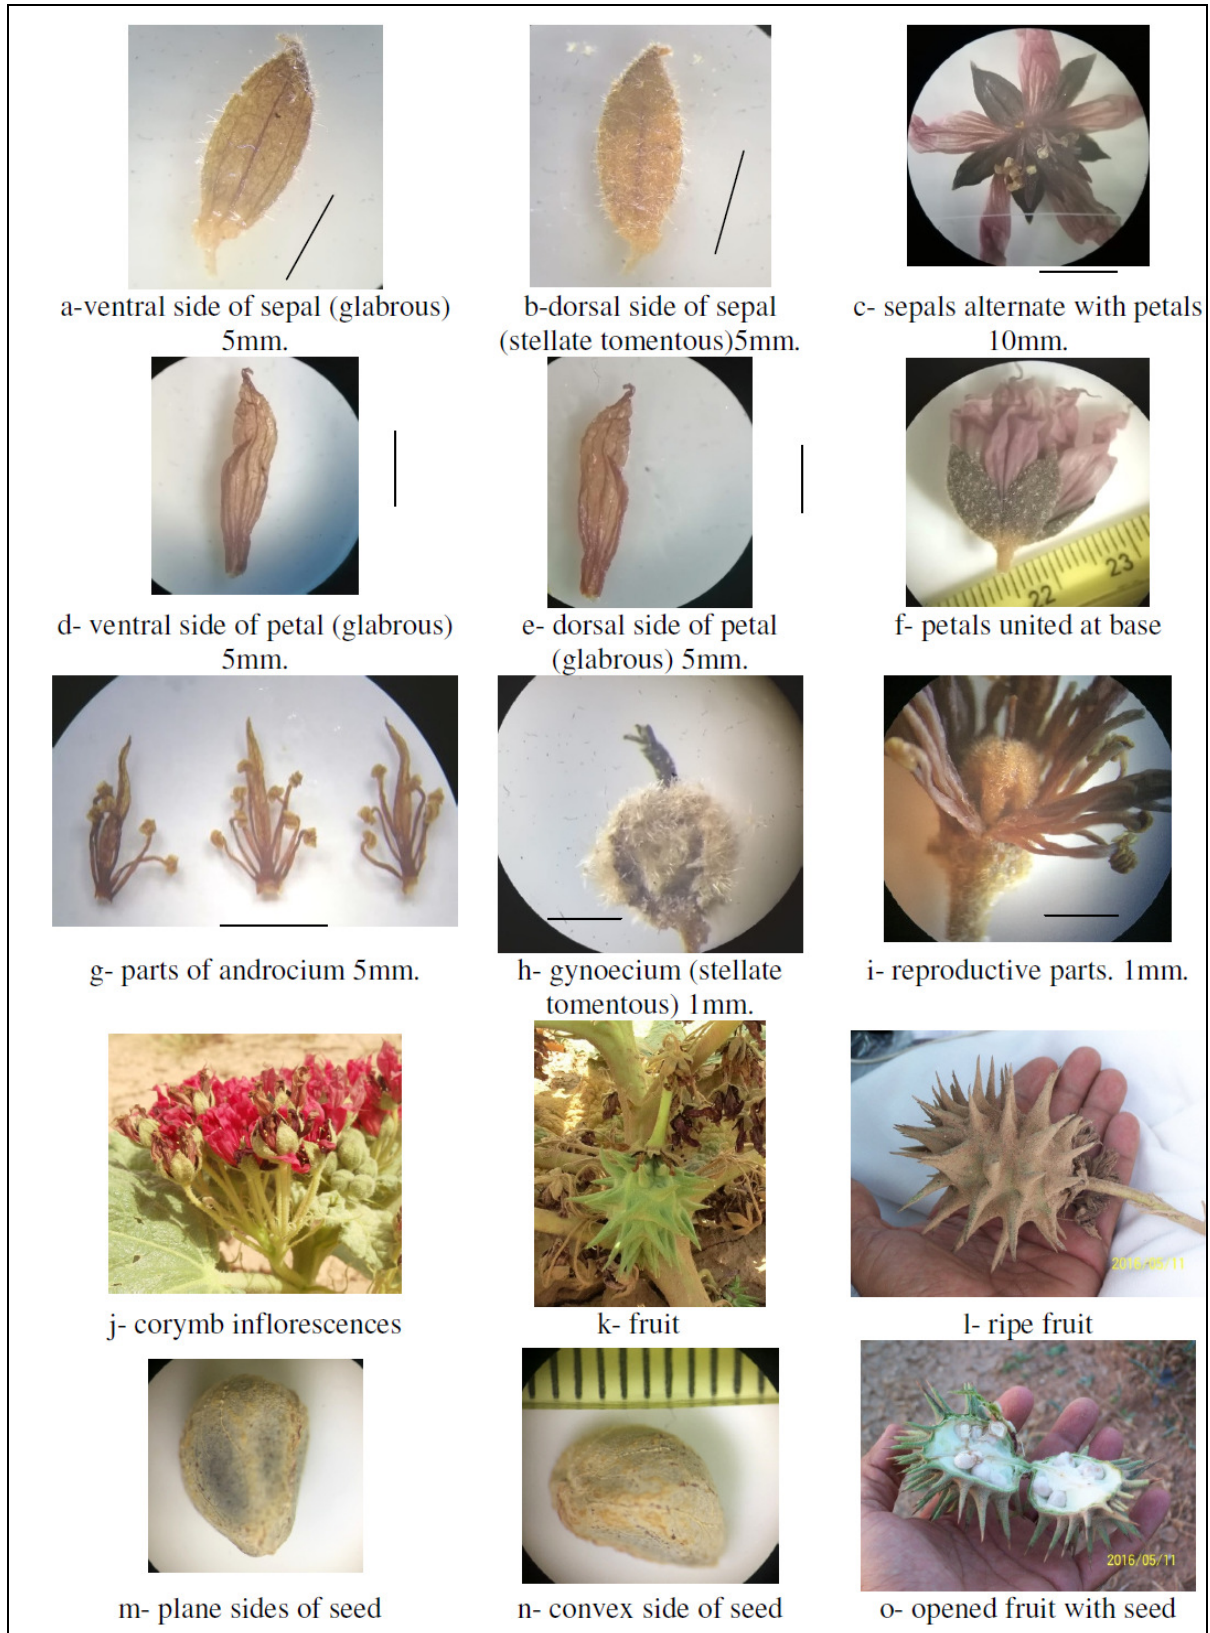 a-ventral side of sepal (glabrous)
5mm.
b-dorsal side of sepal
(stellate tomentous)5mm.
c- sepals alternate with petals
10mm.
d- ventral side of petal (glabrous)
5mm.
e- dorsal side of petal
(glabrous) 5mm.
22
23
f- petals united at base
g- parts of androcium 5mm.
h- gynoecium (stellate
tomentous) 1mm.
i- reproductive parts. 1mm.
j- corymb inflorescences
k- fruit
2016/05/11
l- ripe fruit
m- plane sides of seed
n- convex side of seed
2016/05/11
o- opened fruit with seed